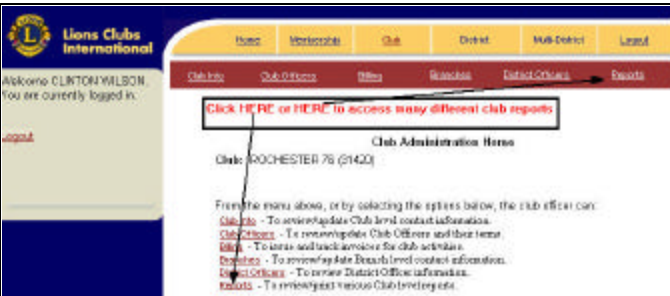 Lions Clubs
International
Home Membership Club District Multi-District Logout
Welcome CLINTON WILSON.
You are currently logged in.
Logout
Club Info Club Officers Billing Branches District Officers Reports
Click HERE or HERE to access many different club reports
Club Administration Home
Club: ROCHESTER 76 (31420)
From the menu above, or by selecting the options below, the club officer can:
Club Info - To review/update Club level contact information.
Club Officers - To review/update Club Officers and their terms.
Billing - To issue and track invoices for club activities.
Branches - To review/update Branch level contact information.
District Officers - To review District Officer information.
Reports - To review/print various Club level reports.